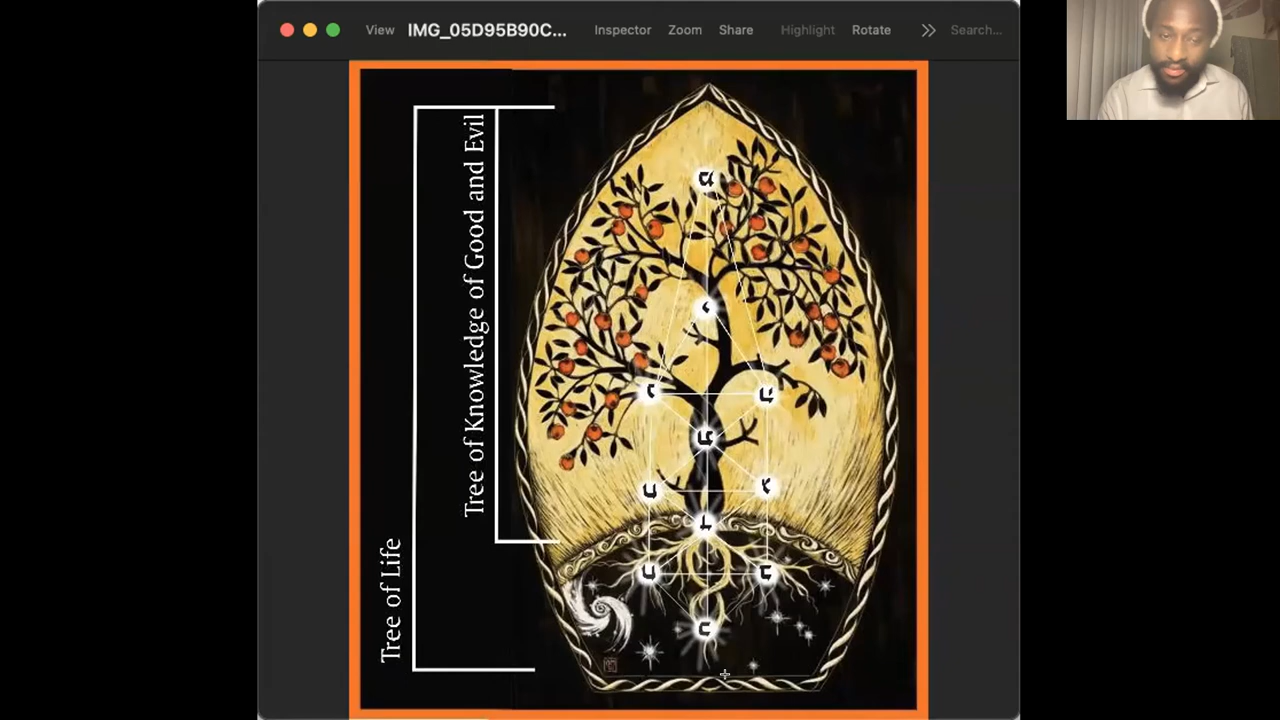 View IMG_05D95B90C... Inspector Zoom Share Highlight Rotate Search...
Tree of Knowledge of Good and Evil
Tree of Life